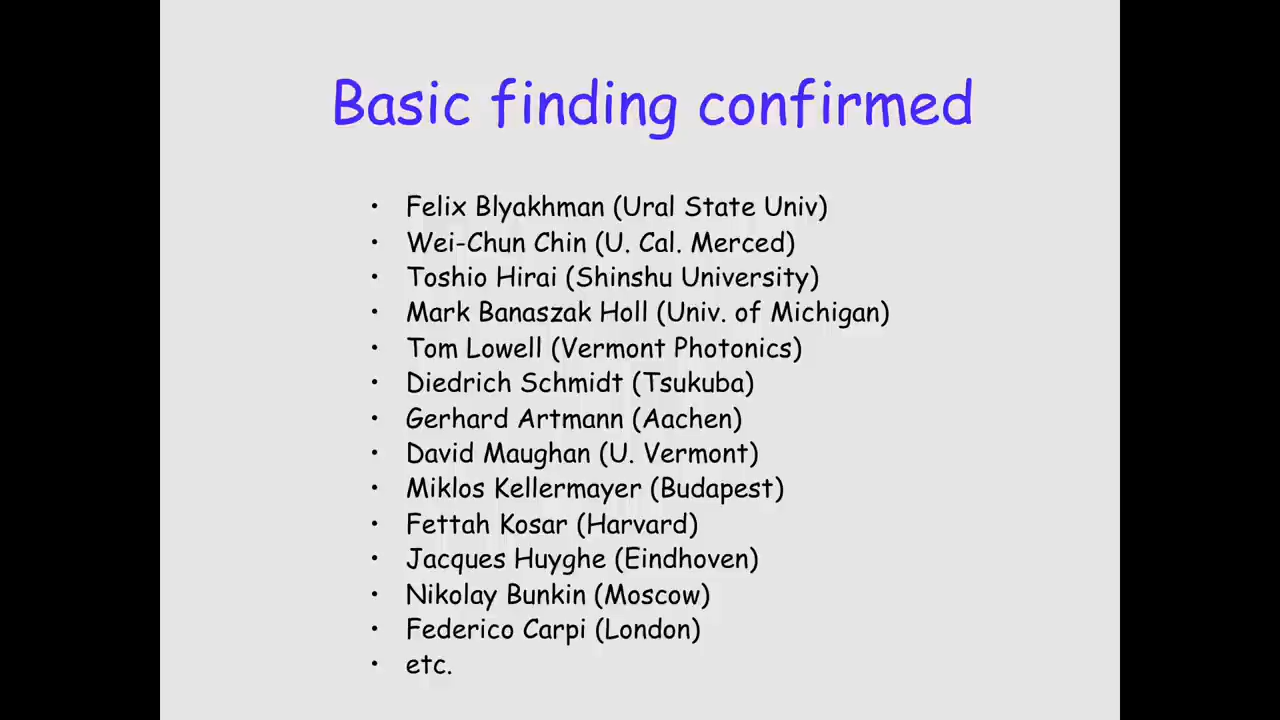 Basic finding confirmed
• Felix Blyakhman (Ural State Univ)
• Wei-Chun Chin (U. Cal. Merced)
• Toshio Hirai (Shinshu University)
• Mark Banaszak Holl (Univ. of Michigan)
• Tom Lowell (Vermont Photonics)
• Diedrich Schmidt (Tsukuba)
• Gerhard Artmann (Aachen)
• David Maughan (U. Vermont)
• Miklos Kellermayer (Budapest)
• Fettah Kosar (Harvard)
• Jacques Huyghe (Eindhoven)
• Nikolay Bunkin (Moscow)
• Federico Carpi (London)
• etc.